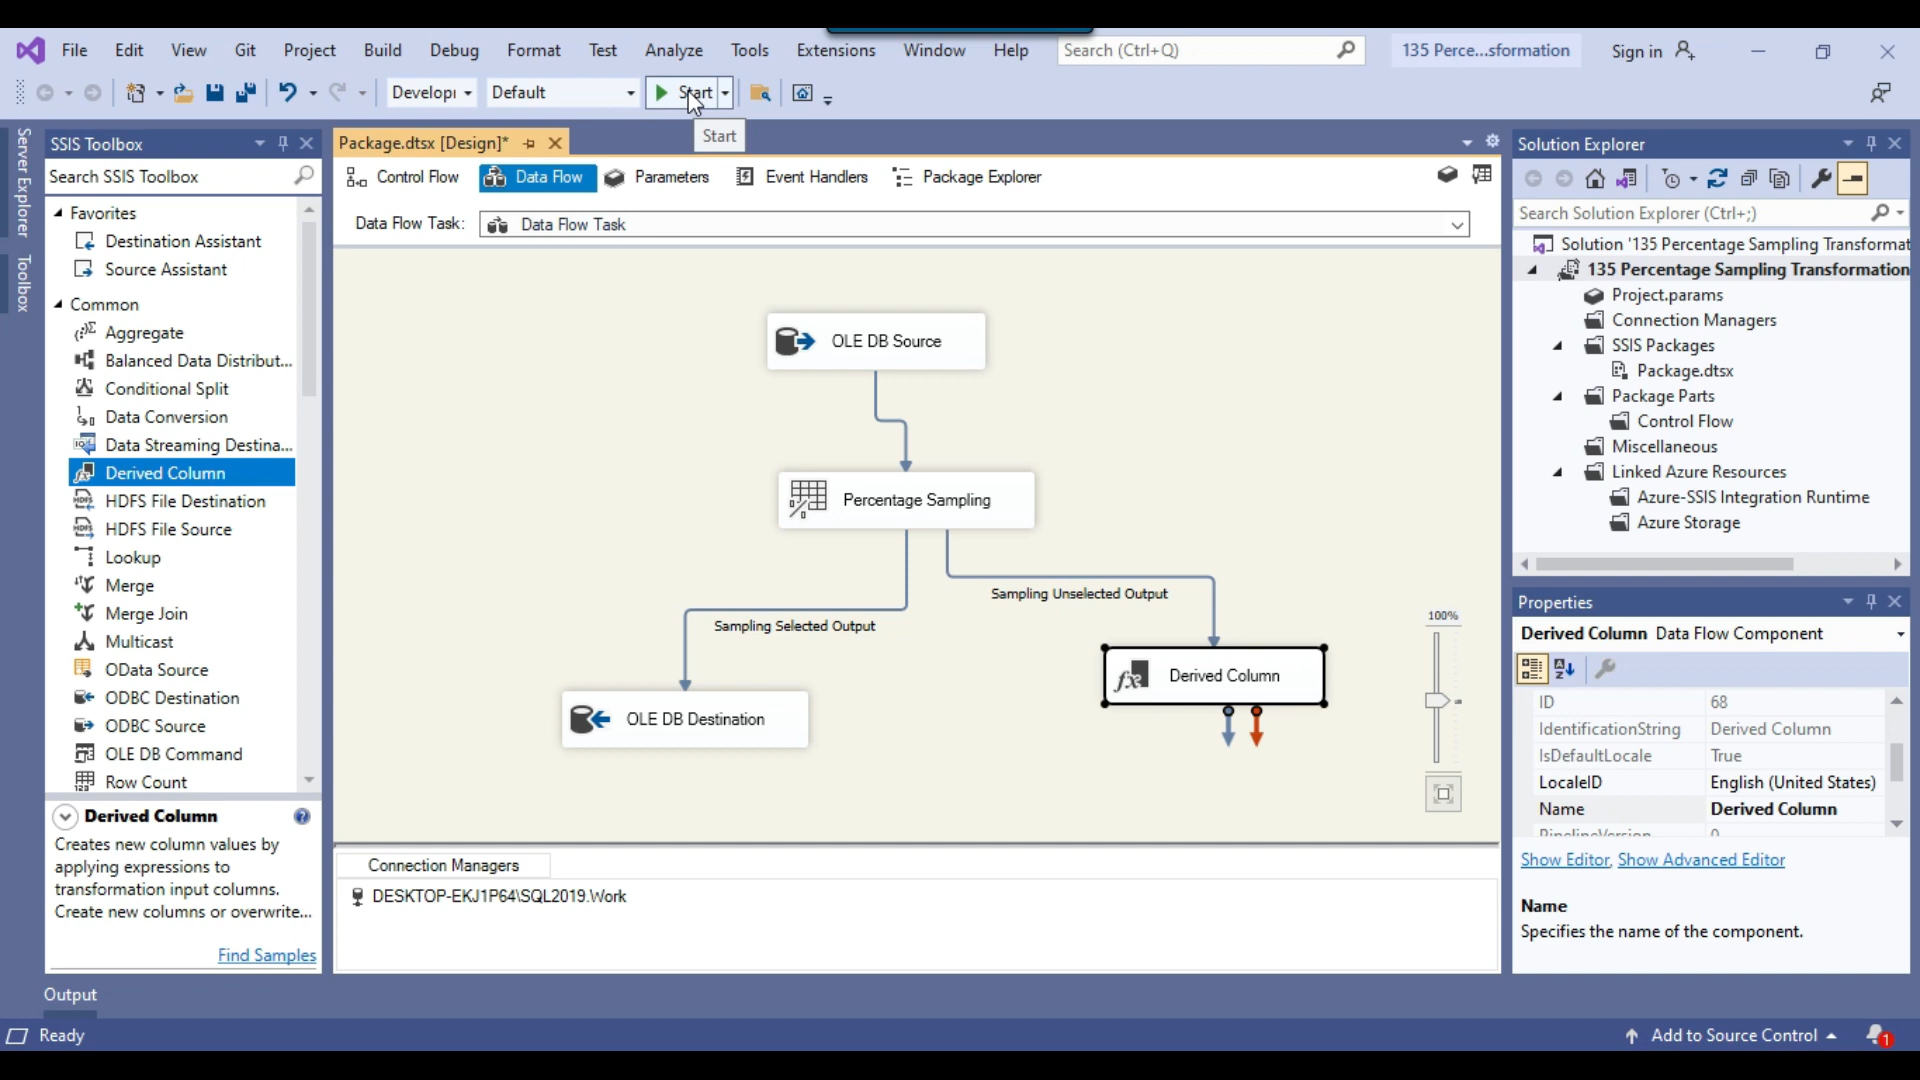 File Edit View Git Project Build Debug Format Test Analyze Tools Extensions Window Help Search (Ctrl+Q) 135 Perce...sformation Sign in
Developı Default Start
Start
Server Explorer
Toolbox
SSIS Toolbox
Search SSIS Toolbox
Favorites
Destination Assistant
Source Assistant
Common
Aggregate
Balanced Data Distribut...
Conditional Split
Data Conversion
Data Streaming Destina...
Derived Column
HDFS File Destination
HDFS File Source
Lookup
Merge
Merge Join
Multicast
OData Source
ODBC Destination
ODBC Source
OLE DB Command
Row Count
Derived Column
Creates new column values by
applying expressions to
transformation input columns.
Create new columns or overwrite...
Find Samples
Package.dtsx [Design]*
Control Flow Data Flow Parameters Event Handlers Package Explorer
Data Flow Task: Data Flow Task
OLE DB Source
Percentage Sampling
Sampling Unselected Output
Sampling Selected Output
Derived Column
OLE DB Destination
100%
Connection Managers
DESKTOP-EKJ1P64\SQL2019.Work
Solution Explorer
Search Solution Explorer (Ctrl+;)
Solution '135 Percentage Sampling Transformat
135 Percentage Sampling Transformation
Project.params
Connection Managers
SSIS Packages
Package.dtsx
Package Parts
Control Flow
Miscellaneous
Linked Azure Resources
Azure-SSIS Integration Runtime
Azure Storage
Properties
Derived Column Data Flow Component
ID 68
IdentificationString Derived Column
IsDefaultLocale True
LocaleID English (United States)
Name Derived Column
PipelineVersion 0
Show Editor, Show Advanced Editor
Name
Specifies the name of the component.
Output
Ready
Add to Source Control
1